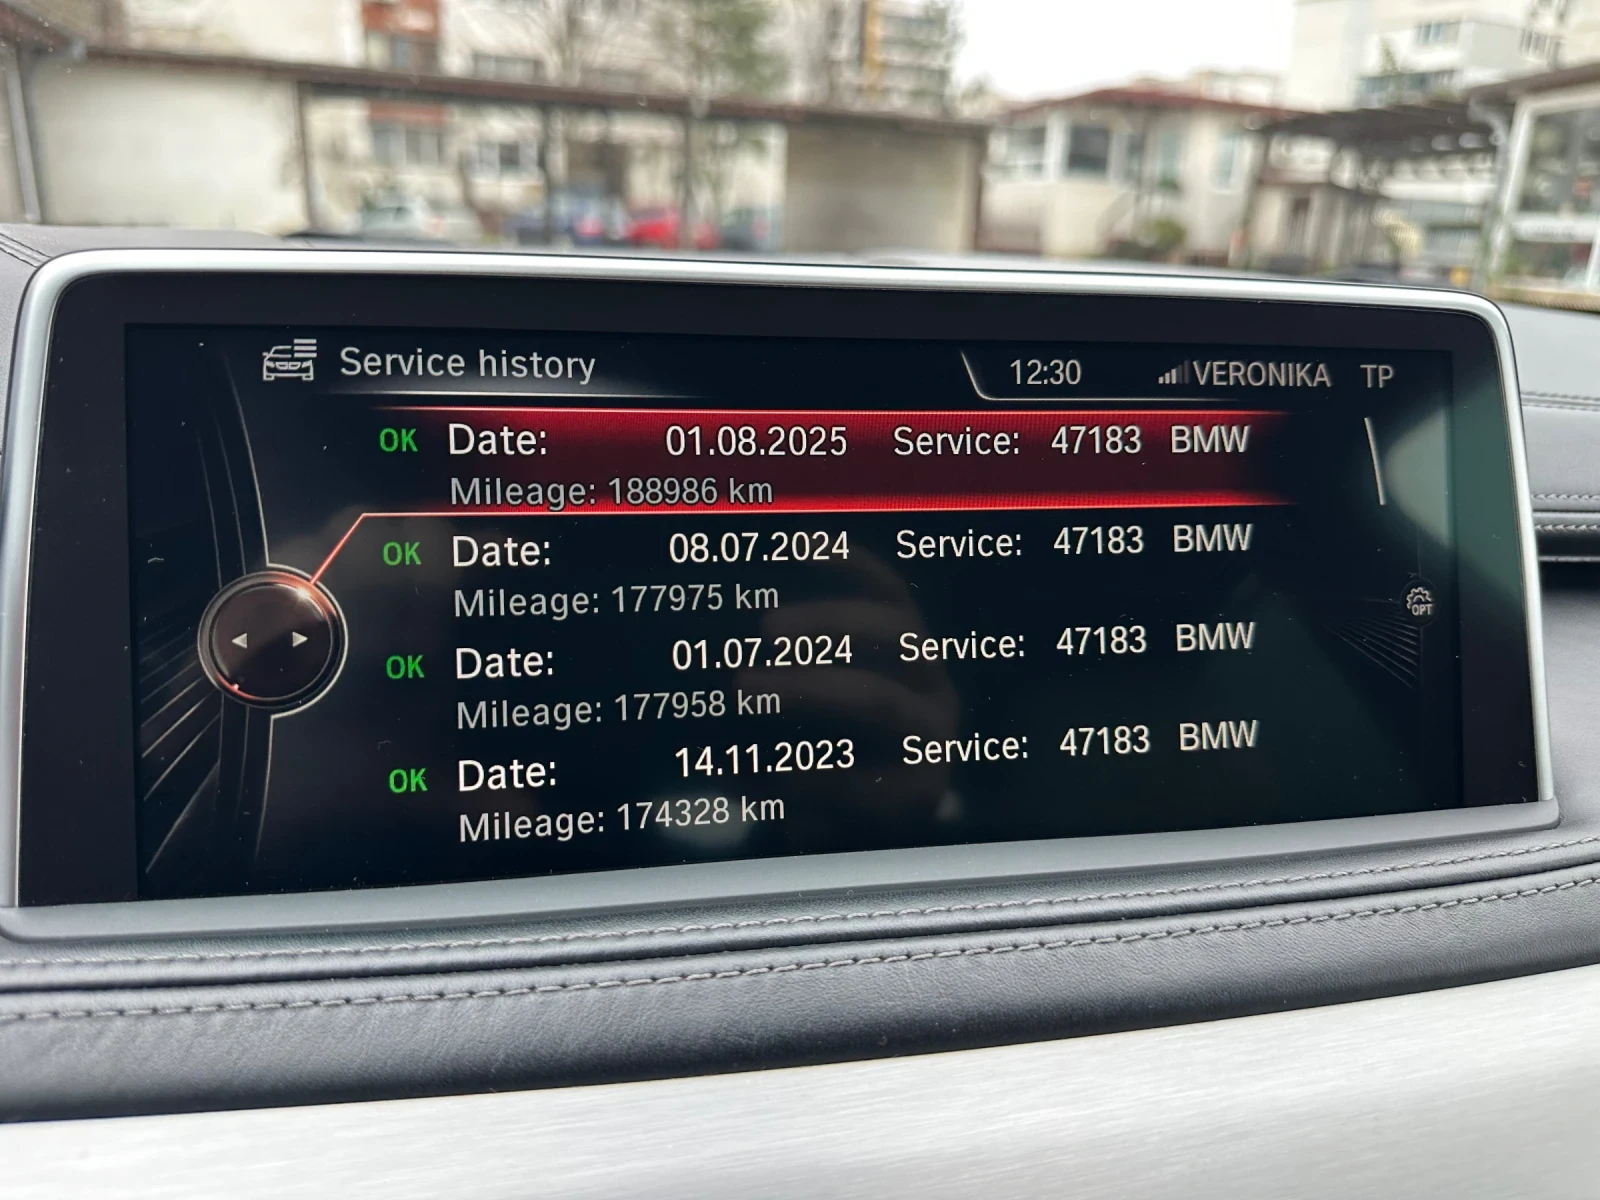 Service history 12:30 VERONIKA TP
OK Date: 01.08.2025 Service: 47183 BMW
Mileage: 188986 km
OK Date: 08.07.2024 Service: 47183 BMW
Mileage: 177975 km
OPT
OK Date: 01.07.2024 Service: 47183 BMW
Mileage: 177958 km
OK Date: 14.11.2023 Service: 47183 BMW
Mileage: 174328 km